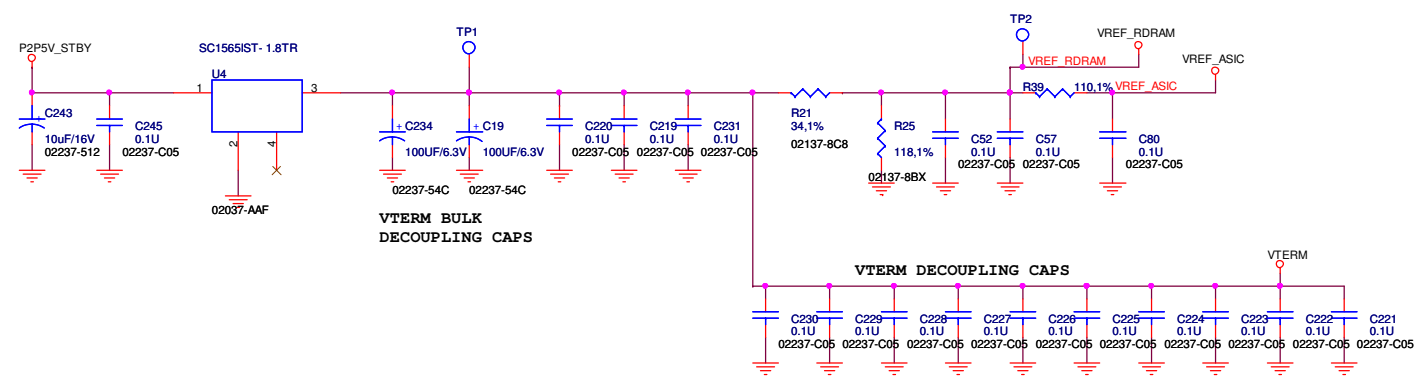 P2P5V_STBY
SC1565IST- 1.8TR
U4
1
3
2
4
02037-AAF
C243
10uF/16V
02237-512
C245
0.1U
02237-C05
TP1
C234
100UF/6.3V
02237-54C
C19
100UF/6.3V
02237-54C
VTERM BULK
DECOUPLING CAPS
C220
0.1U
02237-C05
C219
0.1U
02237-C05
C231
0.1U
02237-C05
R21
34,1%
02137-8C8
R25
118,1%
02137-8BX
C52
0.1U
02237-C05
C57
0.1U
02237-C05
TP2
VREF_RDRAM
VREF_RDRAM
R39
110,1%
VREF_ASIC
VREF_ASIC
C80
0.1U
02237-C05
VTERM DECOUPLING CAPS
VTERM
C230
0.1U
02237-C05
C229
0.1U
02237-C05
C228
0.1U
02237-C05
C227
0.1U
02237-C05
C226
0.1U
02237-C05
C225
0.1U
02237-C05
C224
0.1U
02237-C05
C223
0.1U
02237-C05
C222
0.1U
02237-C05
C221
0.1U
02237-C05